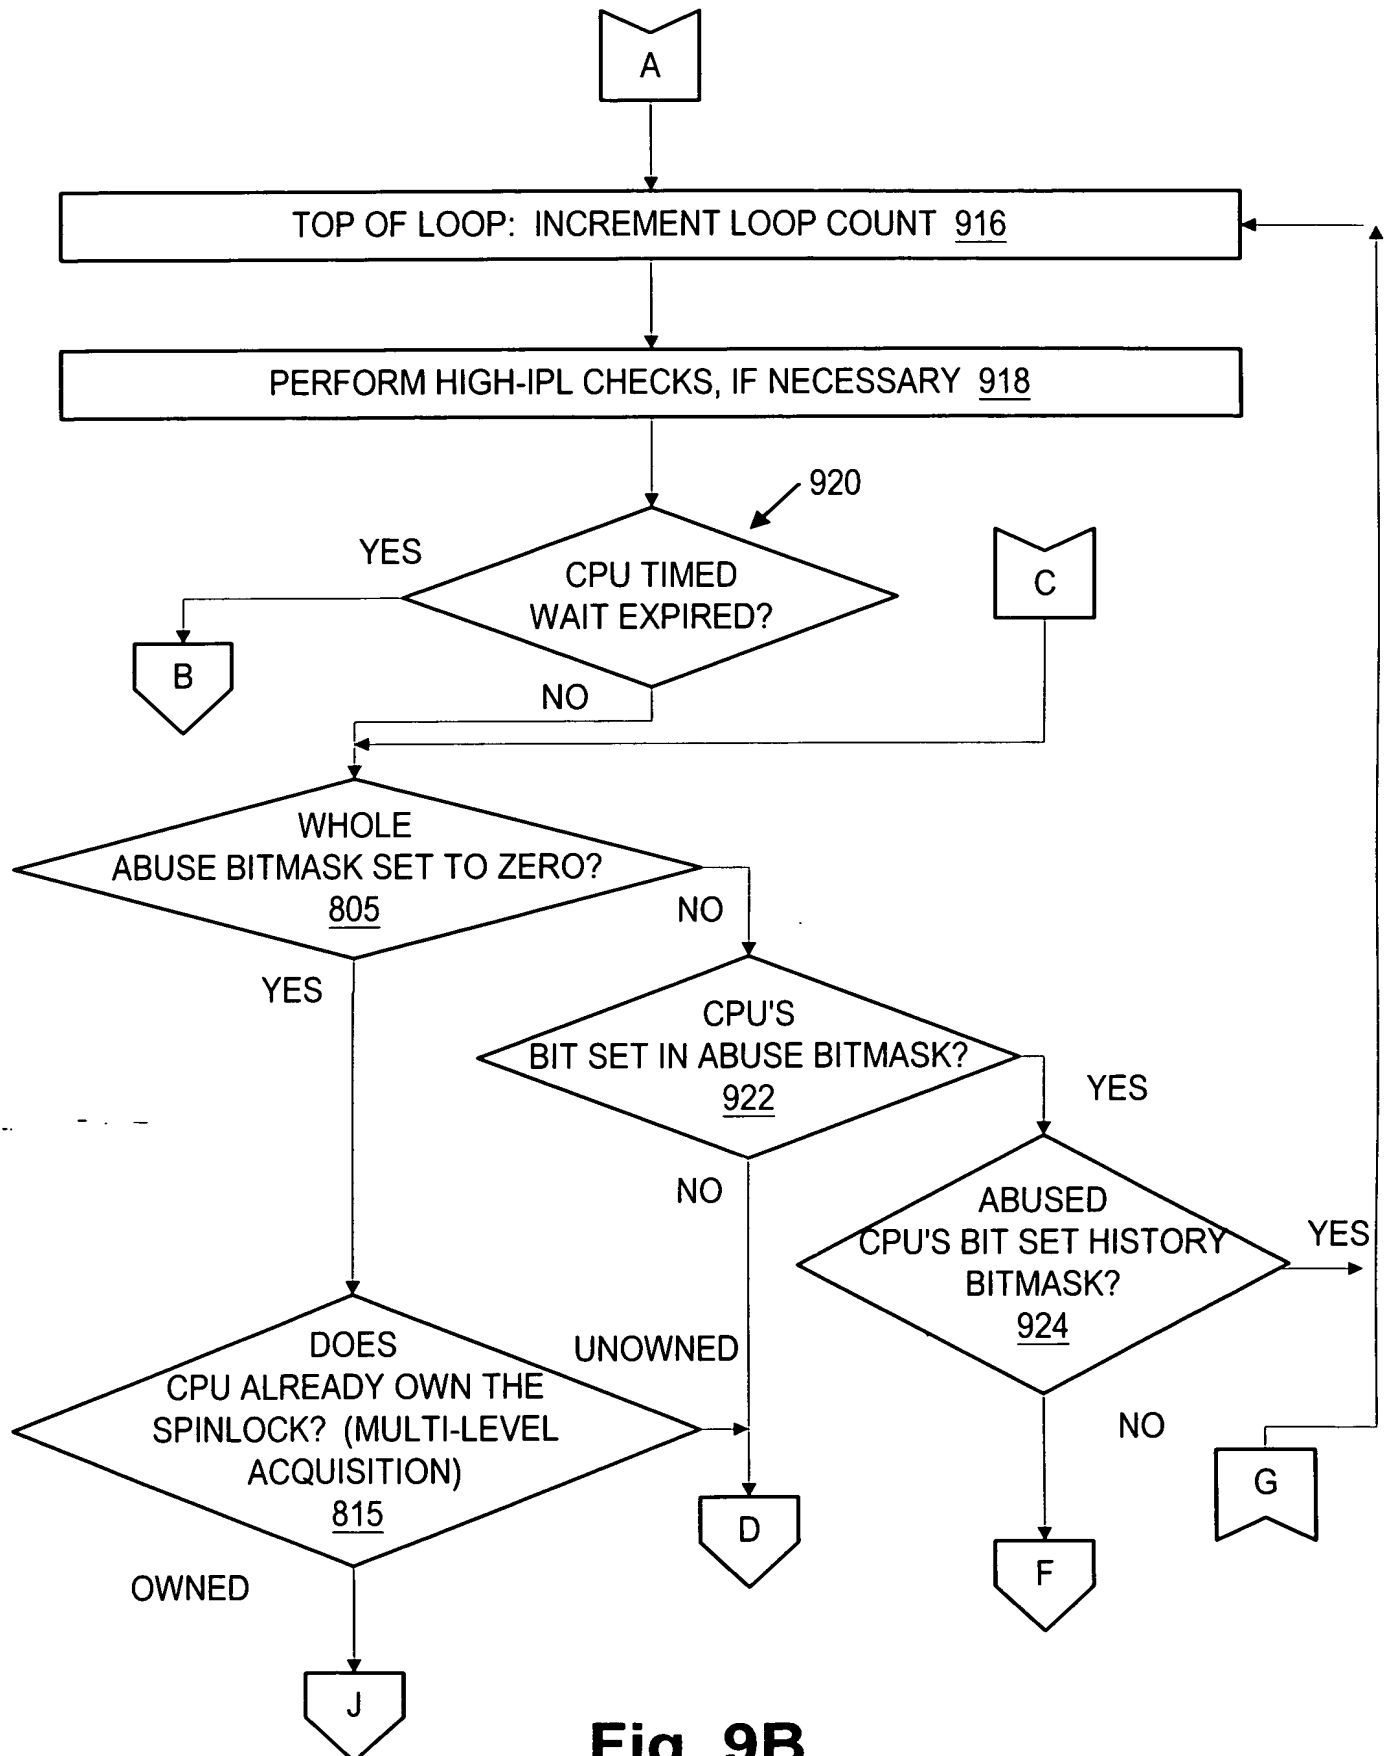 A
TOP OF LOOP: INCREMENT LOOP COUNT 916
PERFORM HIGH-IPL CHECKS, IF NECESSARY 918
920
YES
CPU TIMED
WAIT EXPIRED?
C
B
NO
WHOLE
ABUSE BITMASK SET TO ZERO?
805
NO
YES
CPU'S
BIT SET IN ABUSE BITMASK?
922
YES
NO
ABUSED
CPU'S BIT SET HISTORY
BITMASK?
924
YES
DOES
CPU ALREADY OWN THE
SPINLOCK? (MULTI-LEVEL
ACQUISITION)
815
UNOWNED
NO
G
D
F
OWNED
J
Fig. 9B